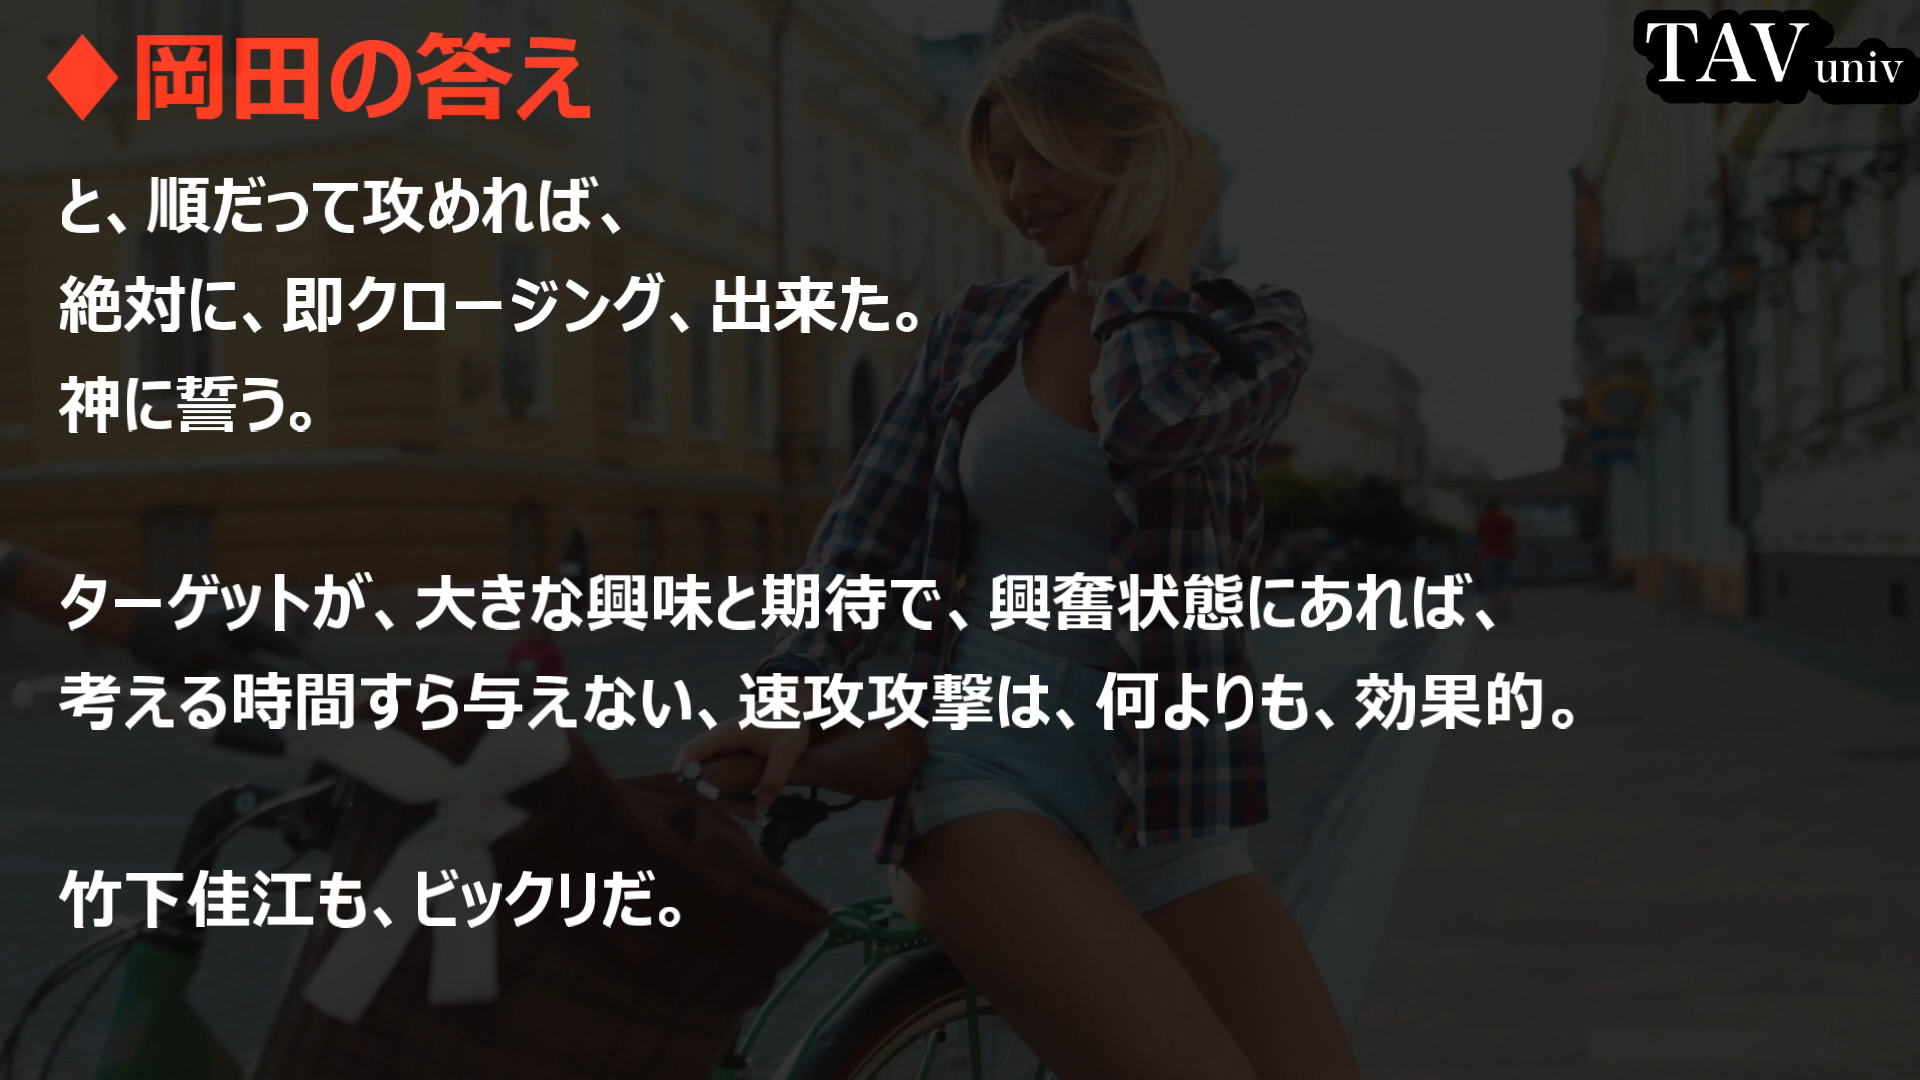 ◆岡田の答え
TAV univ
と、順だって攻めれば、
絶対に、即クロージング、出来た。
神に誓う。
ターゲットが、大きな興味と期待で、興奮状態にあれば、
考える時間すら与えない、速攻攻撃は、何よりも、効果的。
竹下佳江も、ビックリだ。